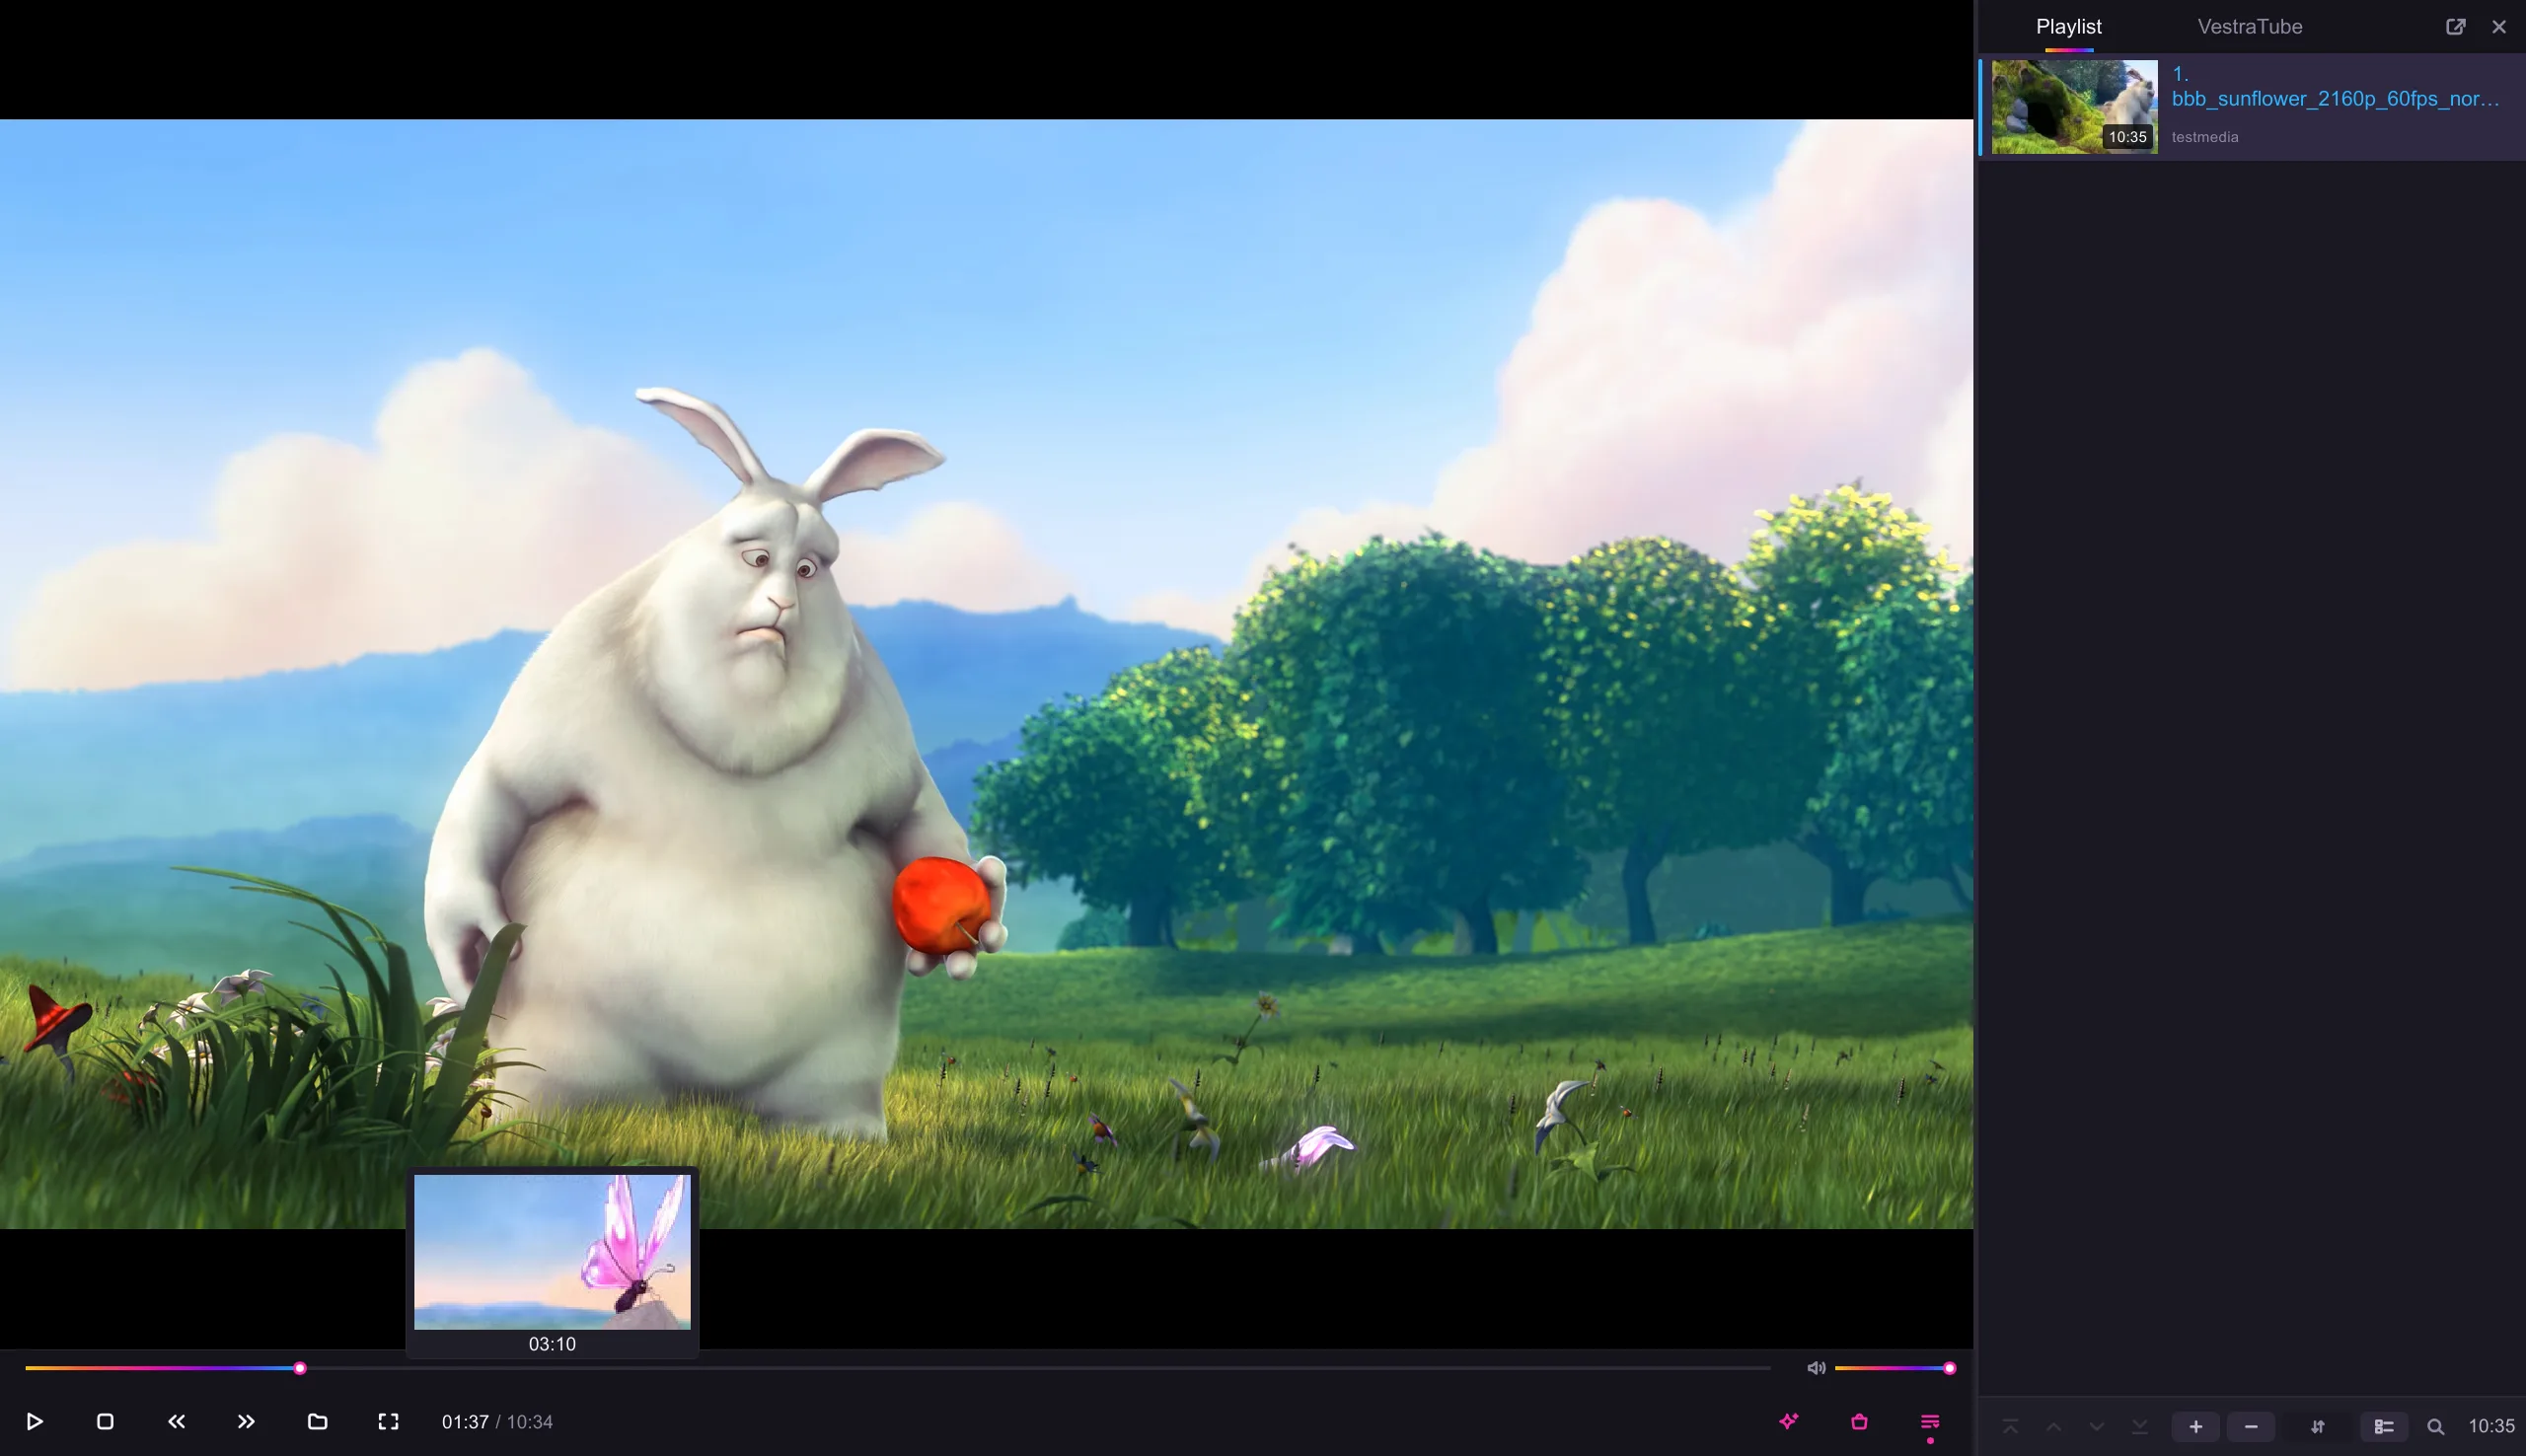 Playlist
VestraTube
1.
bbb_sunflower_2160p_60fps_nor...
10:35
testmedia
03:10
01:37 / 10:34
10:35